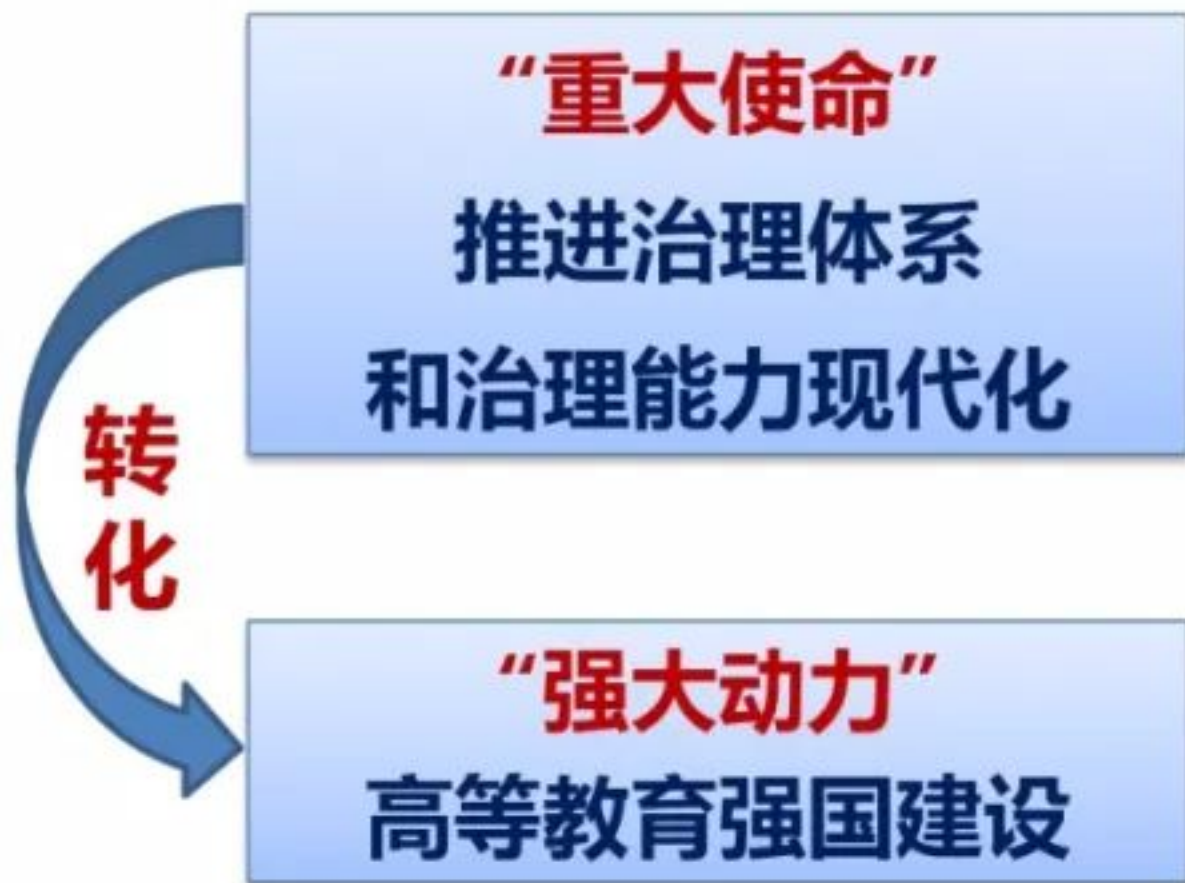 “重大使命”
推进治理体系
和治理能力现代化
转
化
“强大动力”
高等教育强国建设